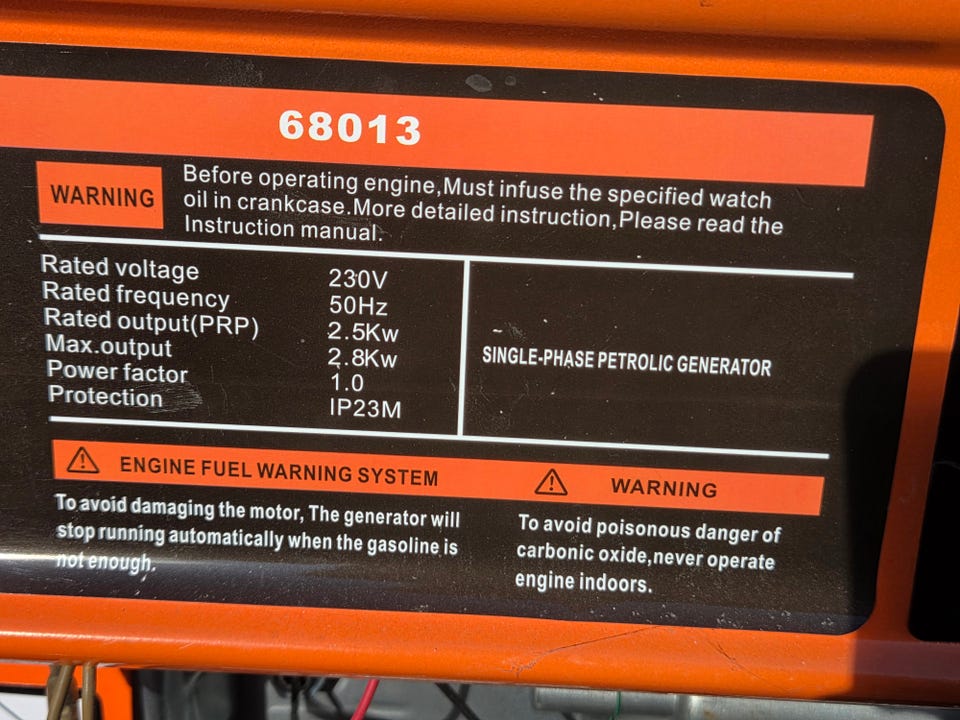 68013
WARNING
Before operating engine,Must infuse the specified watch
oil in crankcase.More detailed instruction,Please read the
Instruction manual.
Rated voltage 230V
Rated frequency 50Hz
Rated output(PRP) 2.5Kw
Max.output 2.8Kw
Power factor 1.0
Protection IP23M
SINGLE-PHASE PETROLIC GENERATOR
ENGINE FUEL WARNING SYSTEM
To avoid damaging the motor, The generator will
stop running automatically when the gasoline is
not enough.
WARNING
To avoid poisonous danger of
carbonic oxide,never operate
engine indoors.